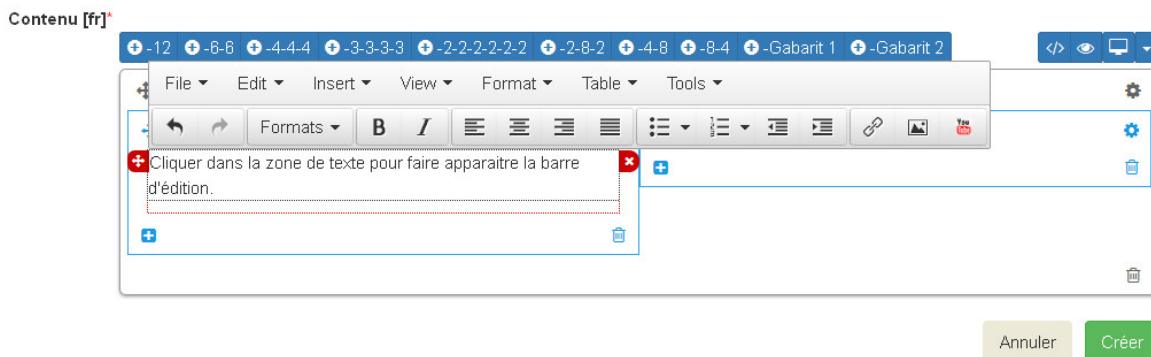 Contenu [fr]*
-12 -6-6 -4-4-4 -3-3-3-3 -2-2-2-2-2-2 -2-8-2 -4-8 -8-4 -Gabarit 1 -Gabarit 2
File Edit Insert View Format Table Tools
Formats B I You Tube
Cliquer dans la zone de texte pour faire apparaitre la barre
d'édition.
Annuler Créer